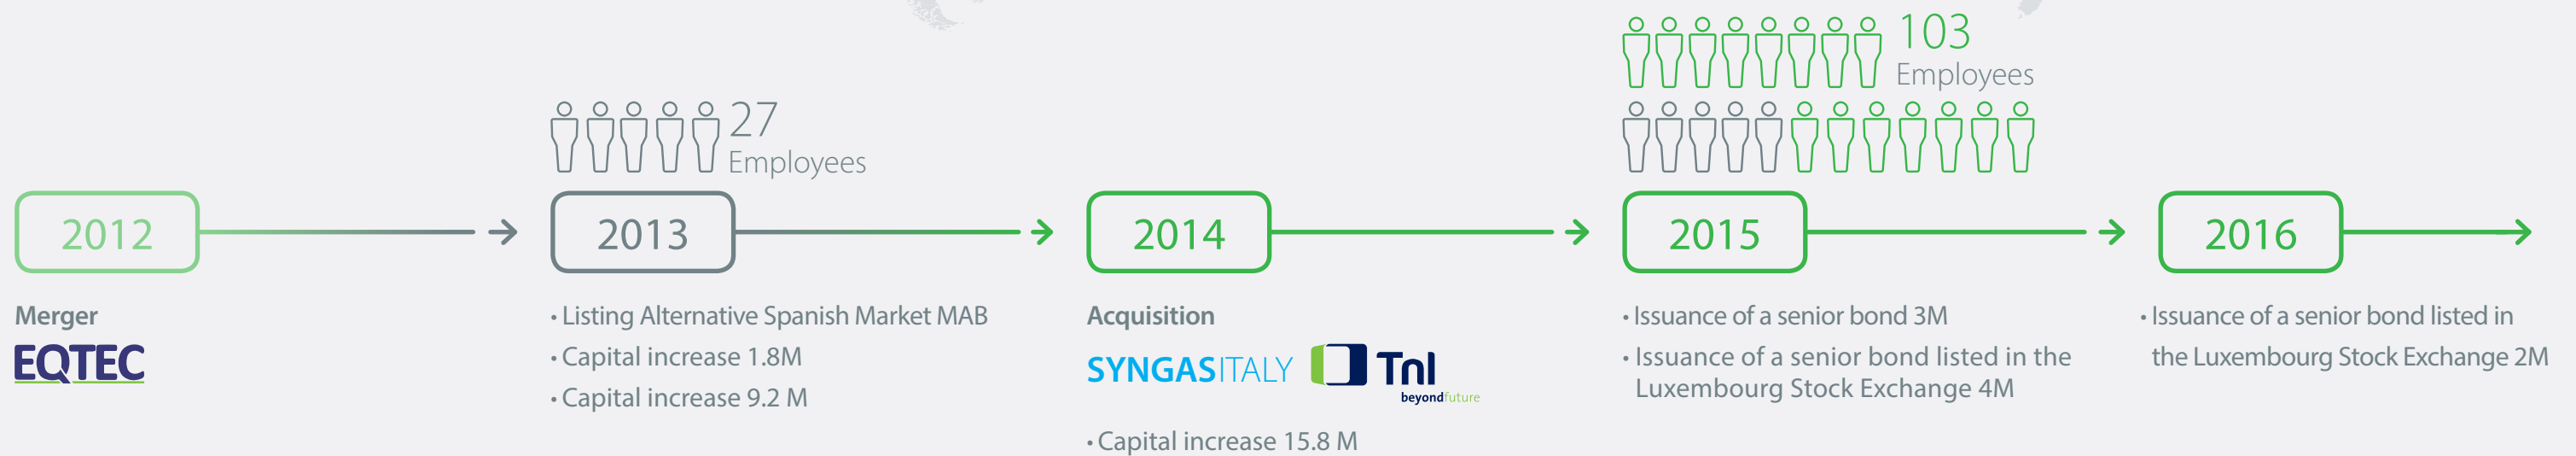 2012
Merger
EQTEC
27
Employees
2013
• Listing Alternative Spanish Market MAB
• Capital increase 1.8M
• Capital increase 9.2 M
2014
Acquisition
SYNGASITALY
TnI
beyondfuture
• Capital increase 15.8 M
103
Employees
2015
• Issuance of a senior bond 3M
• Issuance of a senior bond listed in the
Luxembourg Stock Exchange 4M
2016
• Issuance of a senior bond listed in
the Luxembourg Stock Exchange 2M